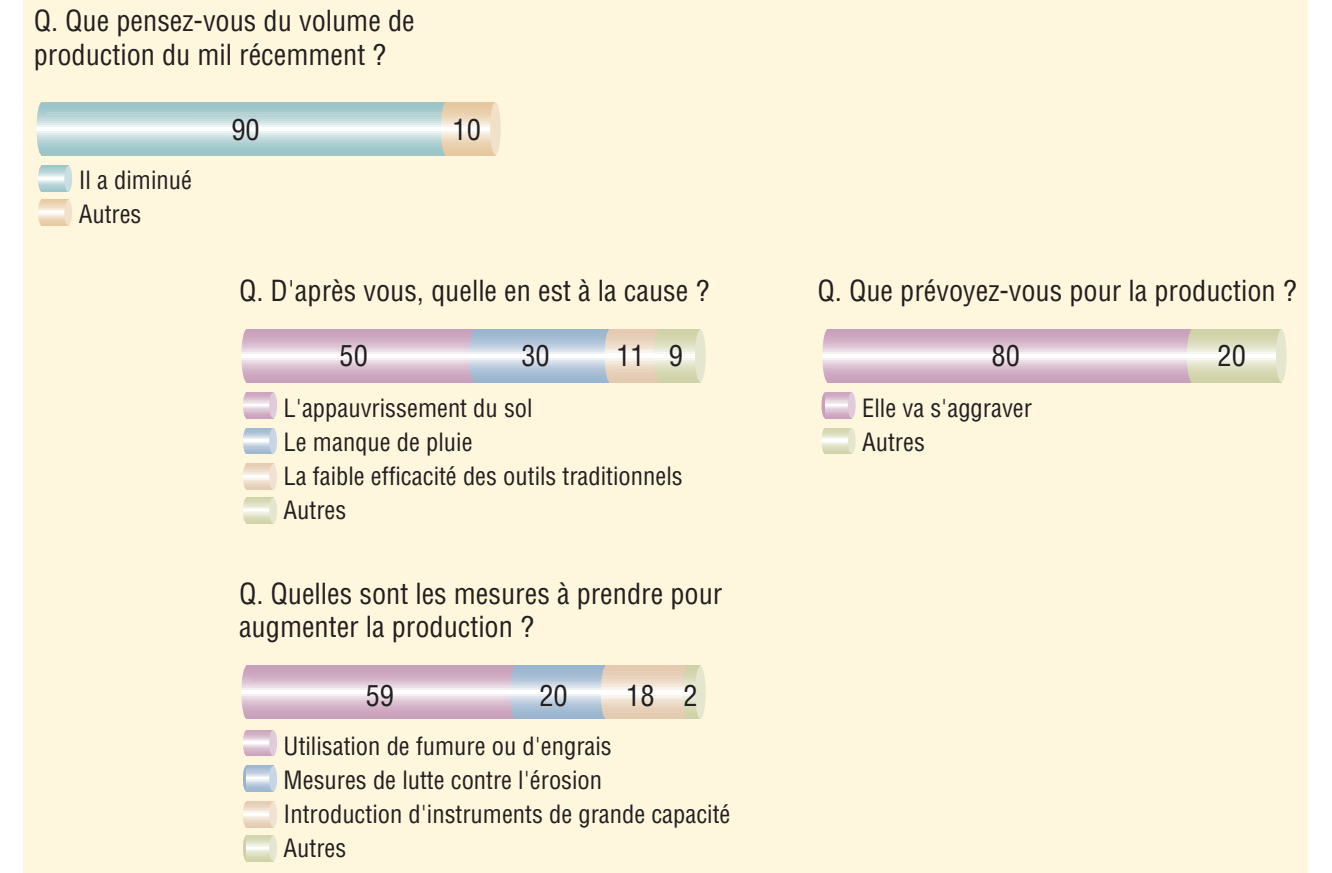 Q. Que pensez-vous du volume de
production du mil récemment ?
90 10
Il a diminué
Autres
Q. D'après vous, quelle en est à la cause ?
50 30 11 9
L'appauvrissement du sol
Le manque de pluie
La faible efficacité des outils traditionnels
Autres
Q. Que prévoyez-vous pour la production ?
80 20
Elle va s'aggraver
Autres
Q. Quelles sont les mesures à prendre pour
augmenter la production ?
59 20 18 2
Utilisation de fumure ou d'engrais
Mesures de lutte contre l'érosion
Introduction d'instruments de grande capacité
Autres